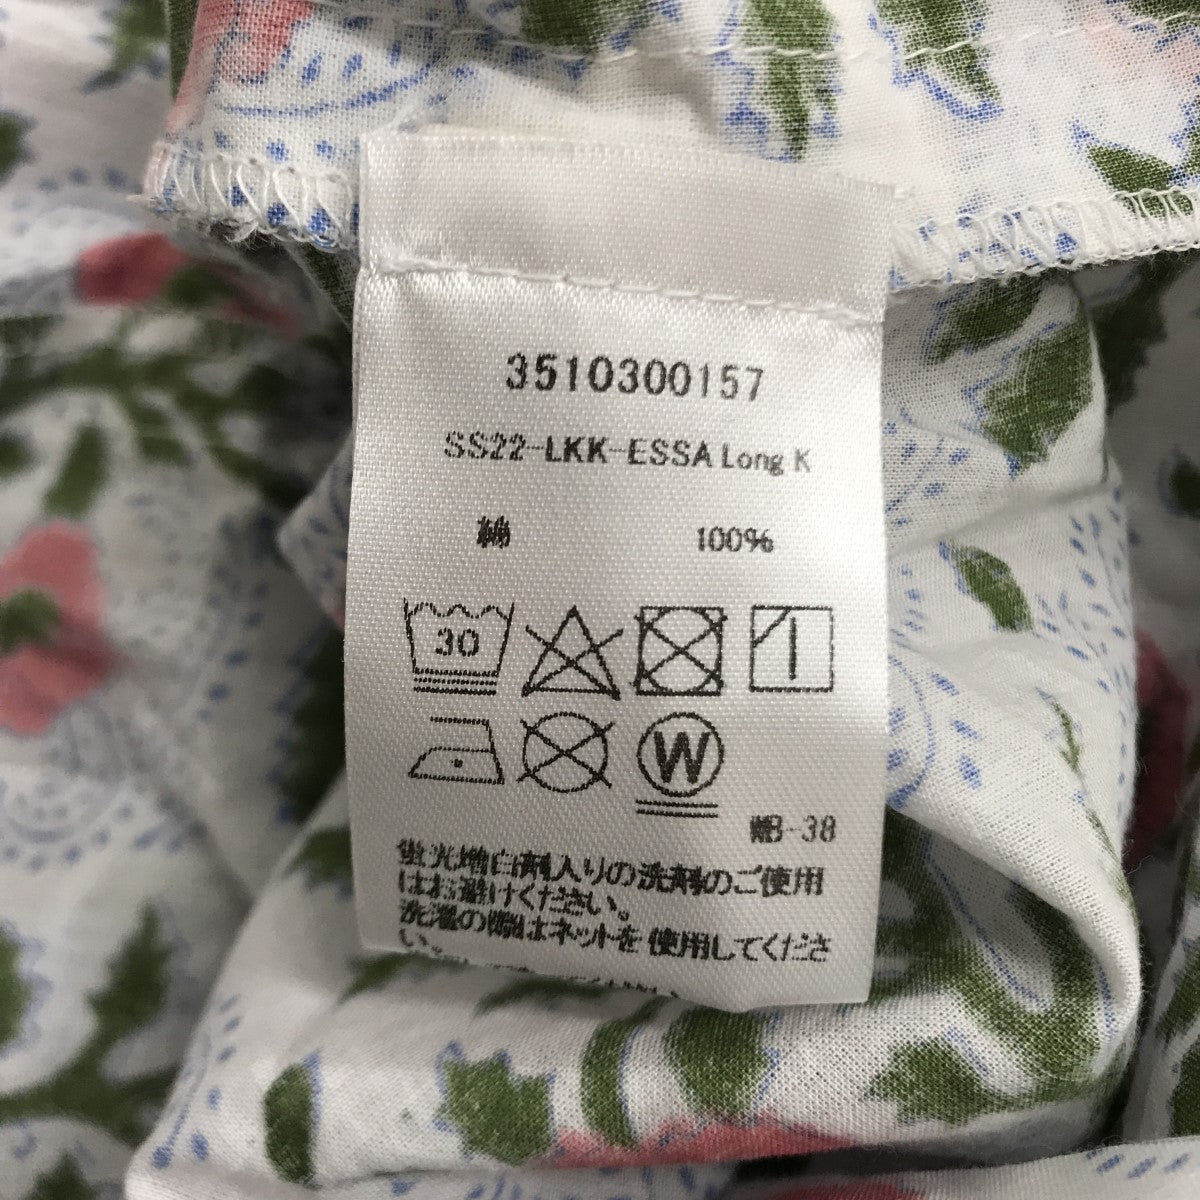 3510300157
SS22-LKK-ESSA Long K
綿 100%
30
W
WB-38
蛍光増白剤入りの洗剤のご使用
はお避けください。
洗濯の際はネットを使用してくださ
い。